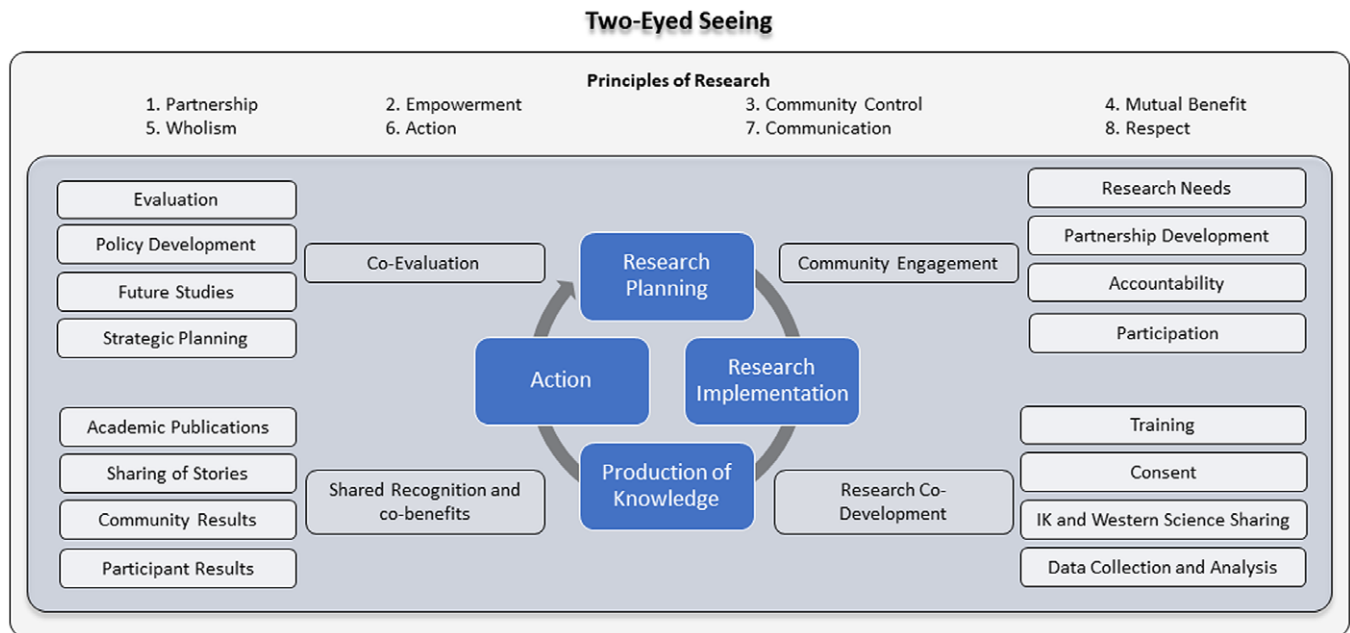 Two-Eyed Seeing
Principles of Research
1. Partnership 2. Empowerment 3. Community Control 4. Mutual Benefit
5. Wholism 6. Action 7. Communication 8. Respect
Evaluation
Policy Development
Future Studies
Strategic Planning
Co-Evaluation
Research
Planning
Community Engagement
Research Needs
Partnership Development
Accountability
Participation
Action
Research
Implementation
Academic Publications
Sharing of Stories
Community Results
Participant Results
Shared Recognition and
co-benefits
Production of
Knowledge
Research Co-
Development
Training
Consent
IK and Western Science Sharing
Data Collection and Analysis